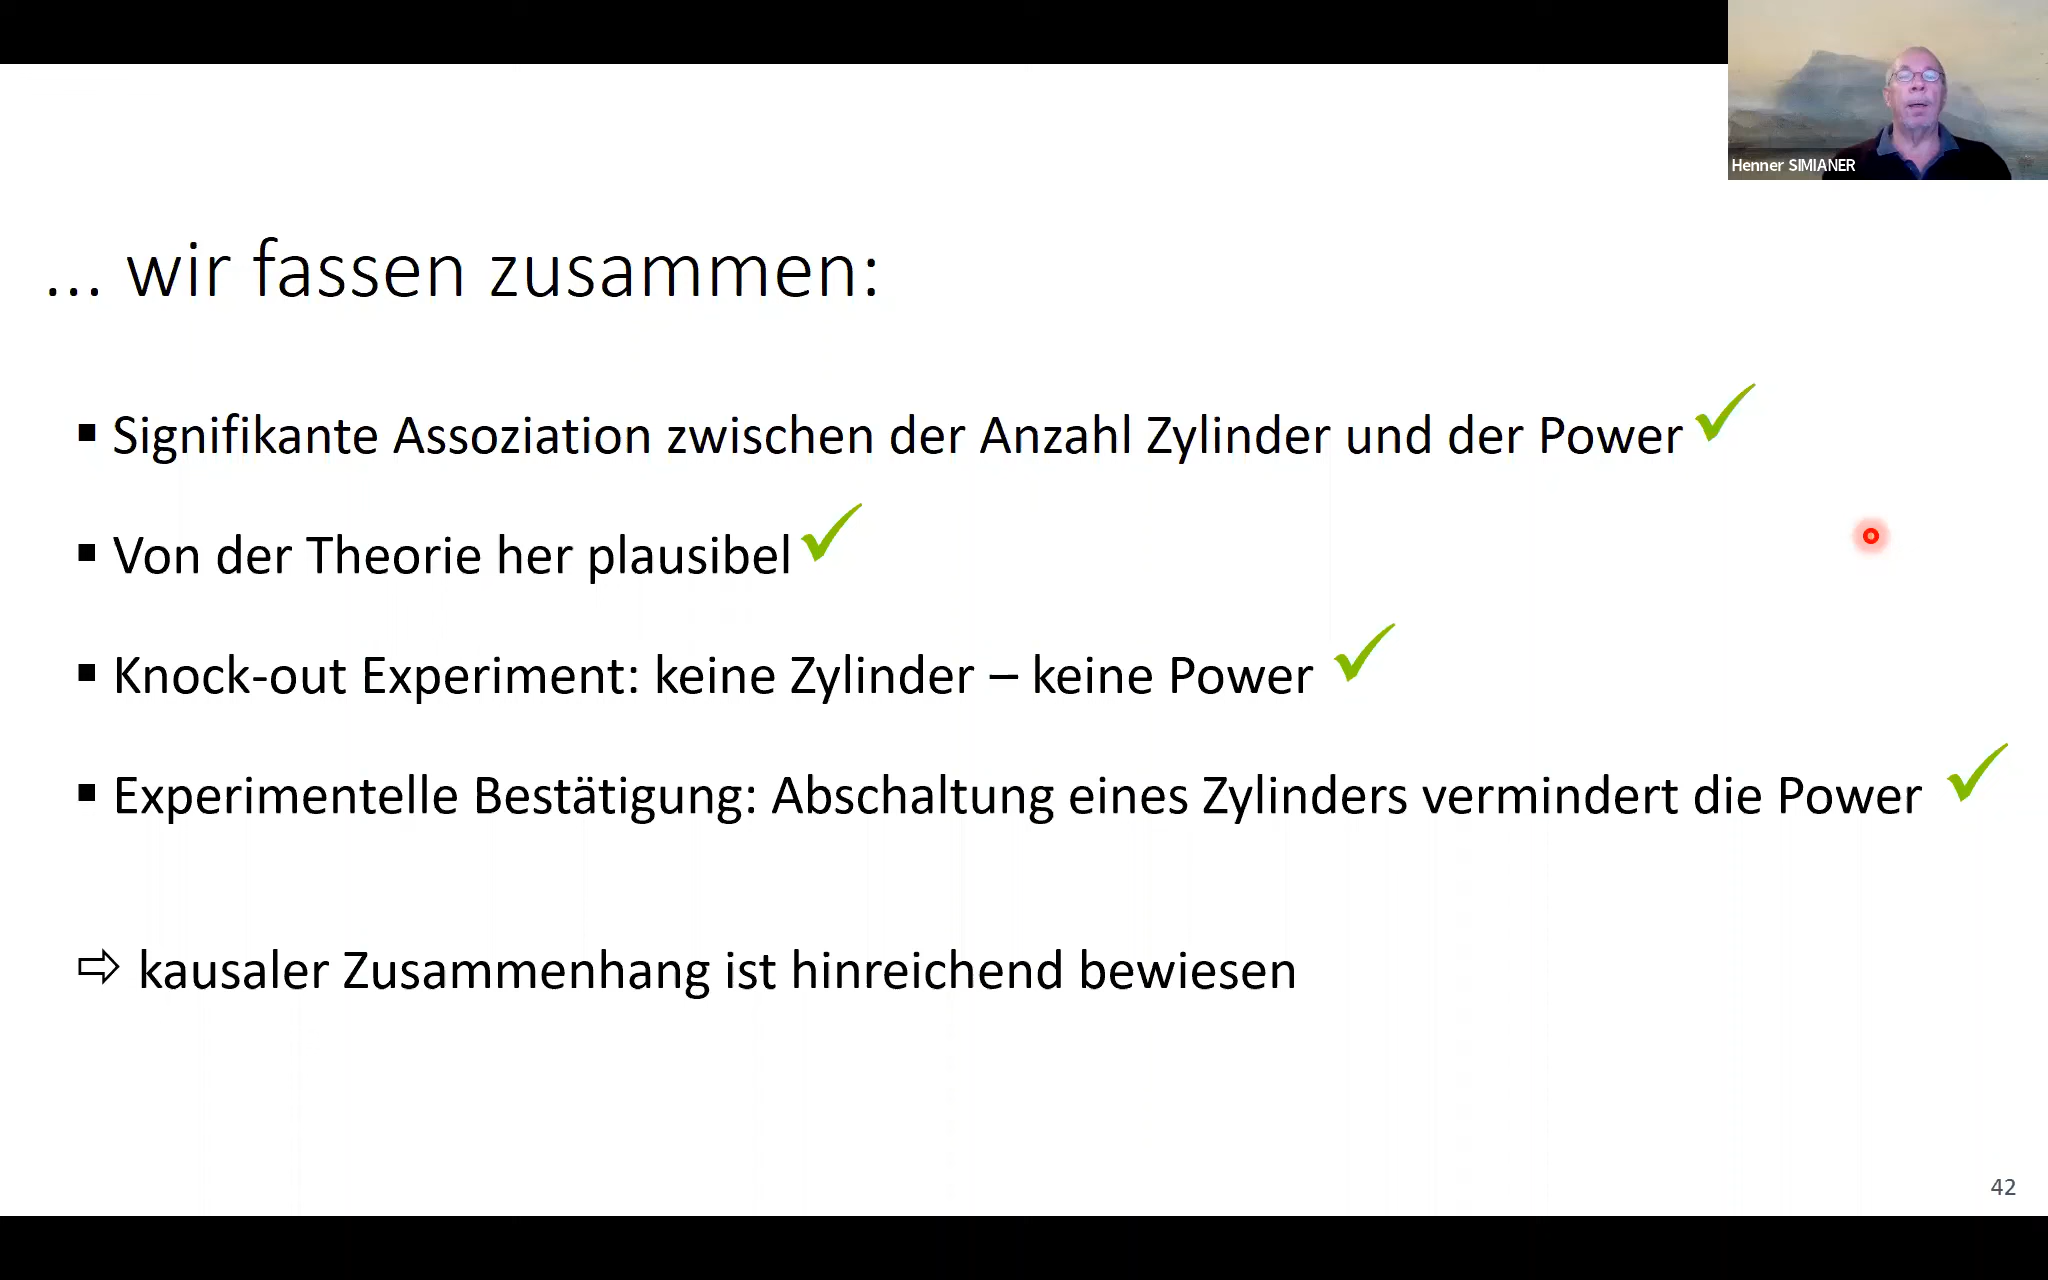 Henner SIMIANER
... wir fassen zusammen:
▪ Signifikante Assoziation zwischen der Anzahl Zylinder und der Power ✓
▪ Von der Theorie her plausibel ✓
▪ Knock-out Experiment: keine Zylinder – keine Power ✓
▪ Experimentelle Bestätigung: Abschaltung eines Zylinders vermindert die Power ✓
⇨ kausaler Zusammenhang ist hinreichend bewiesen
42